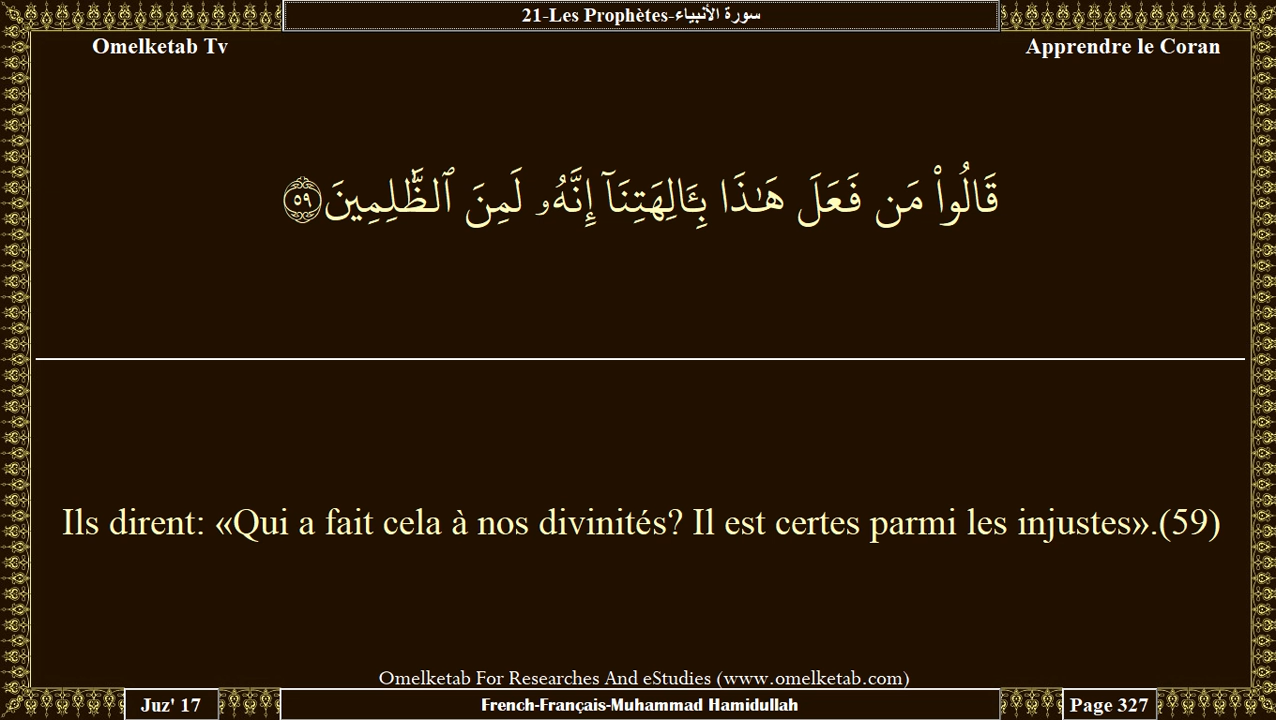 21-Les Prophètes-سورة الأنبياء
Omelketab Tv
Apprendre le Coran
قَالُوا۟ مَن فَعَلَ هَـٰذَا بِـَٔالِهَتِنَآ إِنَّهُۥ لَمِنَ ٱلظَّـٰلِمِينَ ٥٩
Ils dirent: «Qui a fait cela à nos divinités? Il est certes parmi les injustes».(59)
Omelketab For Researches And eStudies (www.omelketab.com)
Juz' 17
French-Français-Muhammad Hamidullah
Page 327